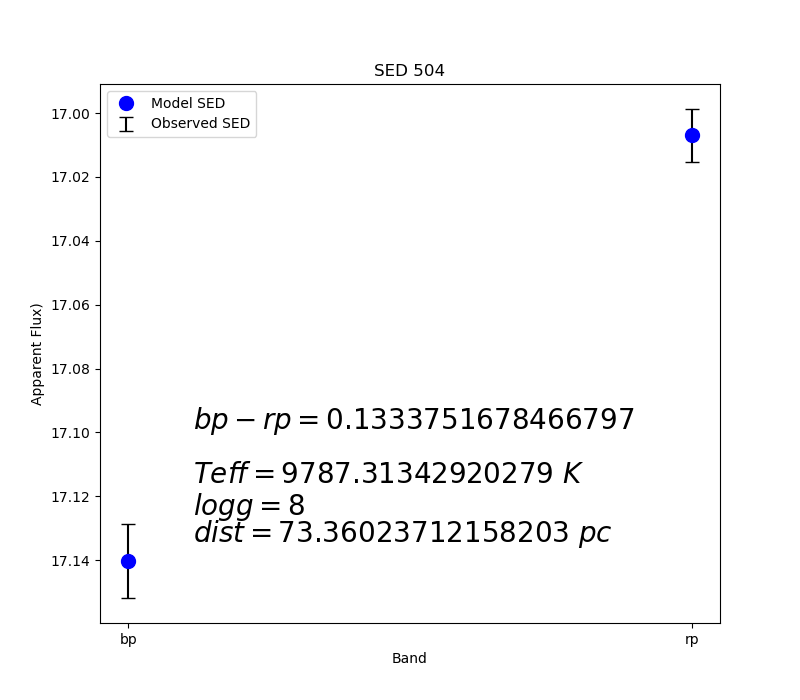 SED 504
Model SED
Observed SED
17.00
17.02
17.04
17.06
17.08
17.10
17.12
17.14
Apparent Flux)
bp − rp = 0.1333751678466797
Teff = 9787.31342920279 K
logg = 8
dist = 73.36023712158203 pc
bp
rp
Band